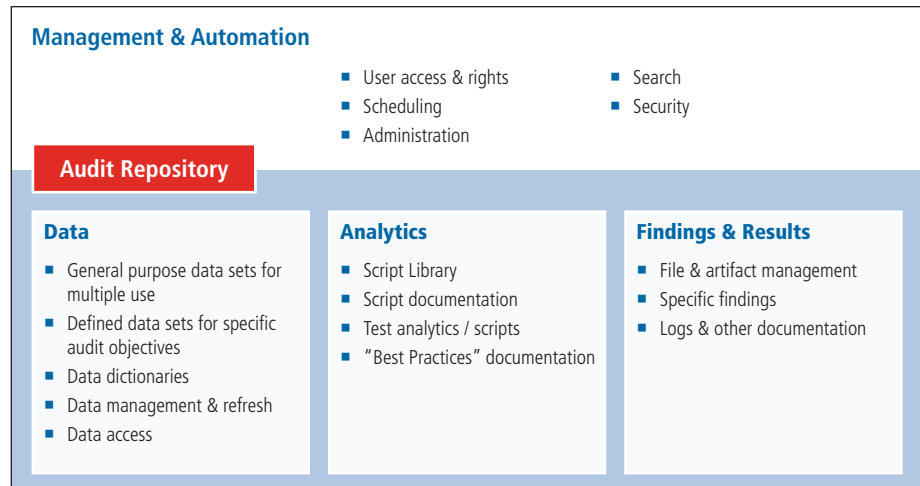 Management & Automation
■ User access & rights
■ Scheduling
■ Administration
■ Search
■ Security
Audit Repository
Data
■ General purpose data sets for
multiple use
■ Defined data sets for specific
audit objectives
■ Data dictionaries
■ Data management & refresh
■ Data access
Analytics
■ Script Library
■ Script documentation
■ Test analytics / scripts
■ “Best Practices” documentation
Findings & Results
■ File & artifact management
■ Specific findings
■ Logs & other documentation